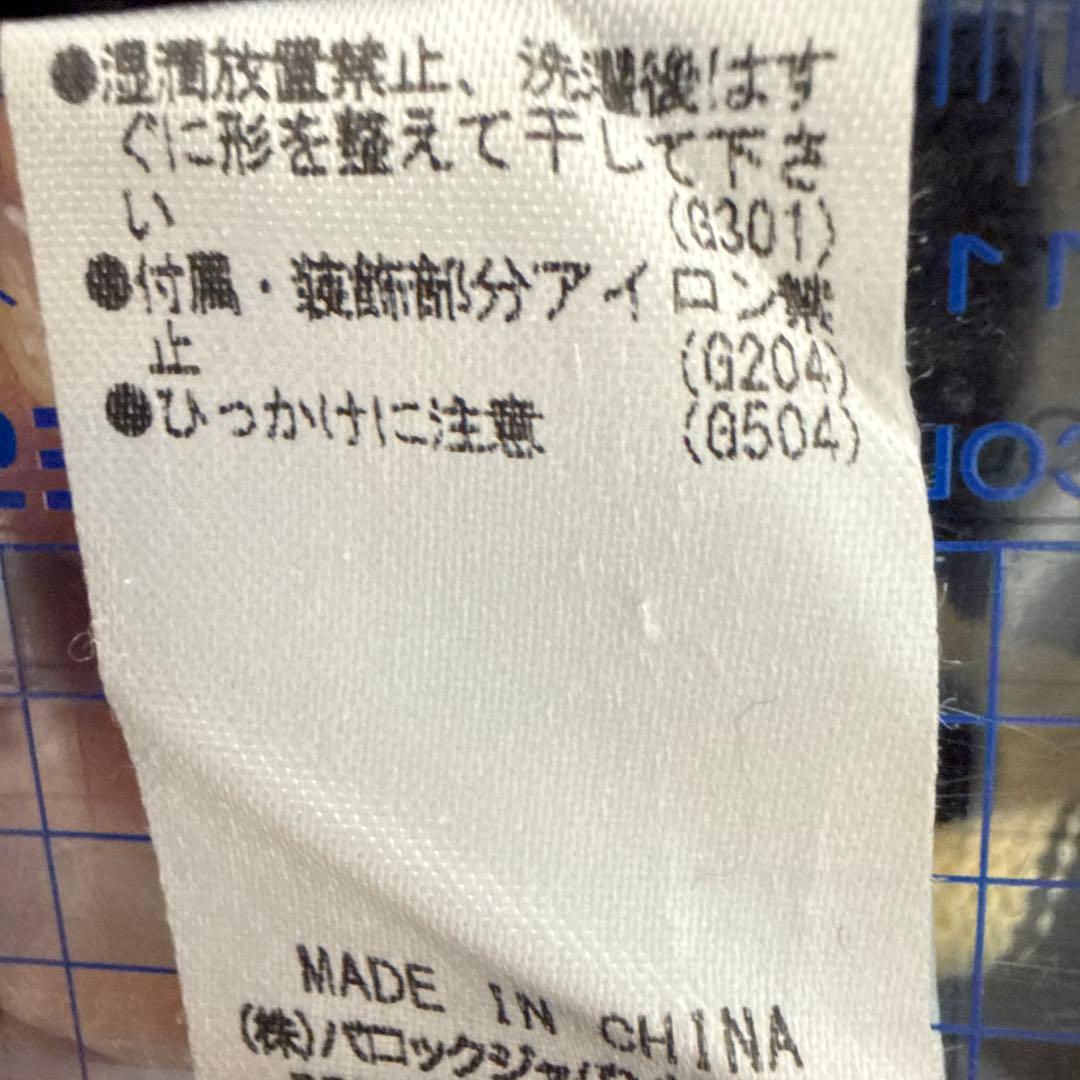 ●湿潤放置禁止、洗濯後はす
ぐに形を整えて干して下さ
い (G301)
●付属・装飾部分アイロン禁
止 (G204)
●ひっかけに注意 (G504)
MADE IN CHINA
(株)バロックジャパン